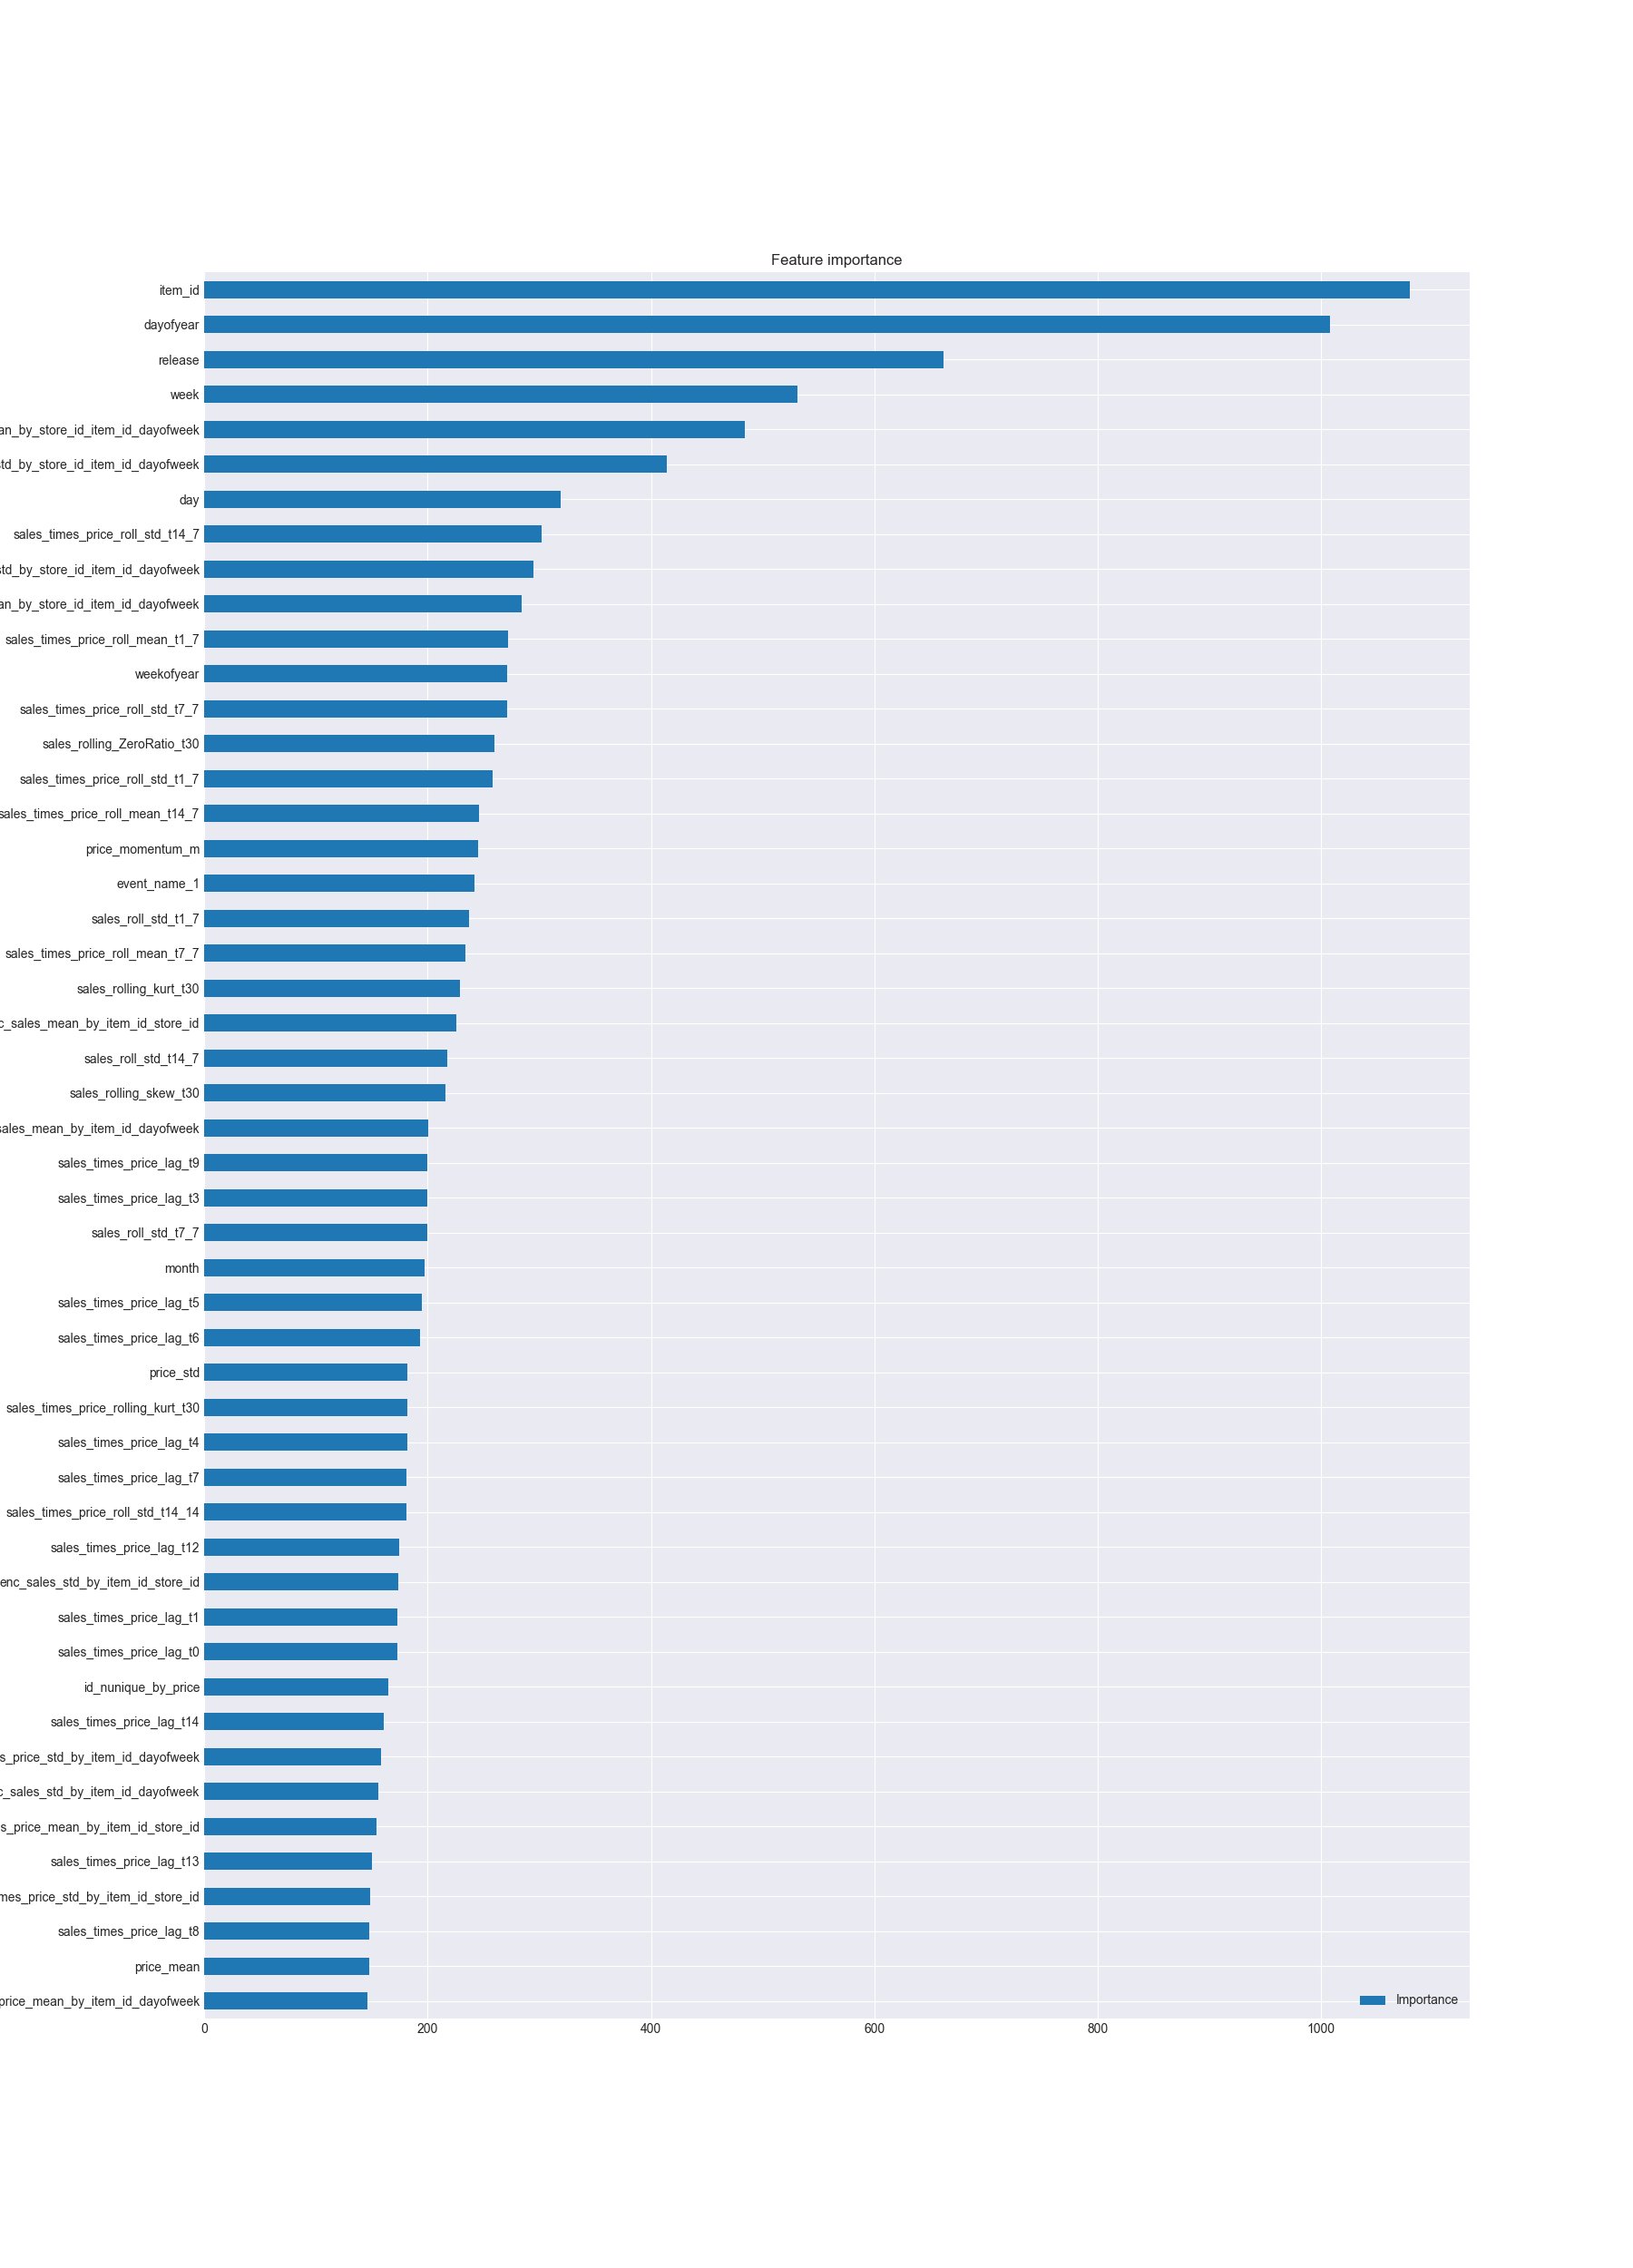 Feature importance
item_id
dayofyear
release
week
an_by_store_id_item_id_dayofweek
std_by_store_id_item_id_dayofweek
day
sales_times_price_roll_std_t14_7
std_by_store_id_item_id_dayofweek
an_by_store_id_item_id_dayofweek
sales_times_price_roll_mean_t1_7
weekofyear
sales_times_price_roll_std_t7_7
sales_rolling_ZeroRatio_t30
sales_times_price_roll_std_t1_7
sales_times_price_roll_mean_t14_7
price_momentum_m
event_name_1
sales_roll_std_t1_7
sales_times_price_roll_mean_t7_7
sales_rolling_kurt_t30
c_sales_mean_by_item_id_store_id
sales_roll_std_t14_7
sales_rolling_skew_t30
sales_mean_by_item_id_dayofweek
sales_times_price_lag_t9
sales_times_price_lag_t3
sales_roll_std_t7_7
month
sales_times_price_lag_t5
sales_times_price_lag_t6
price_std
sales_times_price_rolling_kurt_t30
sales_times_price_lag_t4
sales_times_price_lag_t7
sales_times_price_roll_std_t14_14
sales_times_price_lag_t12
enc_sales_std_by_item_id_store_id
sales_times_price_lag_t1
sales_times_price_lag_t0
id_nunique_by_price
sales_times_price_lag_t14
s_price_std_by_item_id_dayofweek
c_sales_std_by_item_id_dayofweek
s_price_mean_by_item_id_store_id
sales_times_price_lag_t13
mes_price_std_by_item_id_store_id
sales_times_price_lag_t8
price_mean
price_mean_by_item_id_dayofweek
Importance
0 200 400 600 800 1000